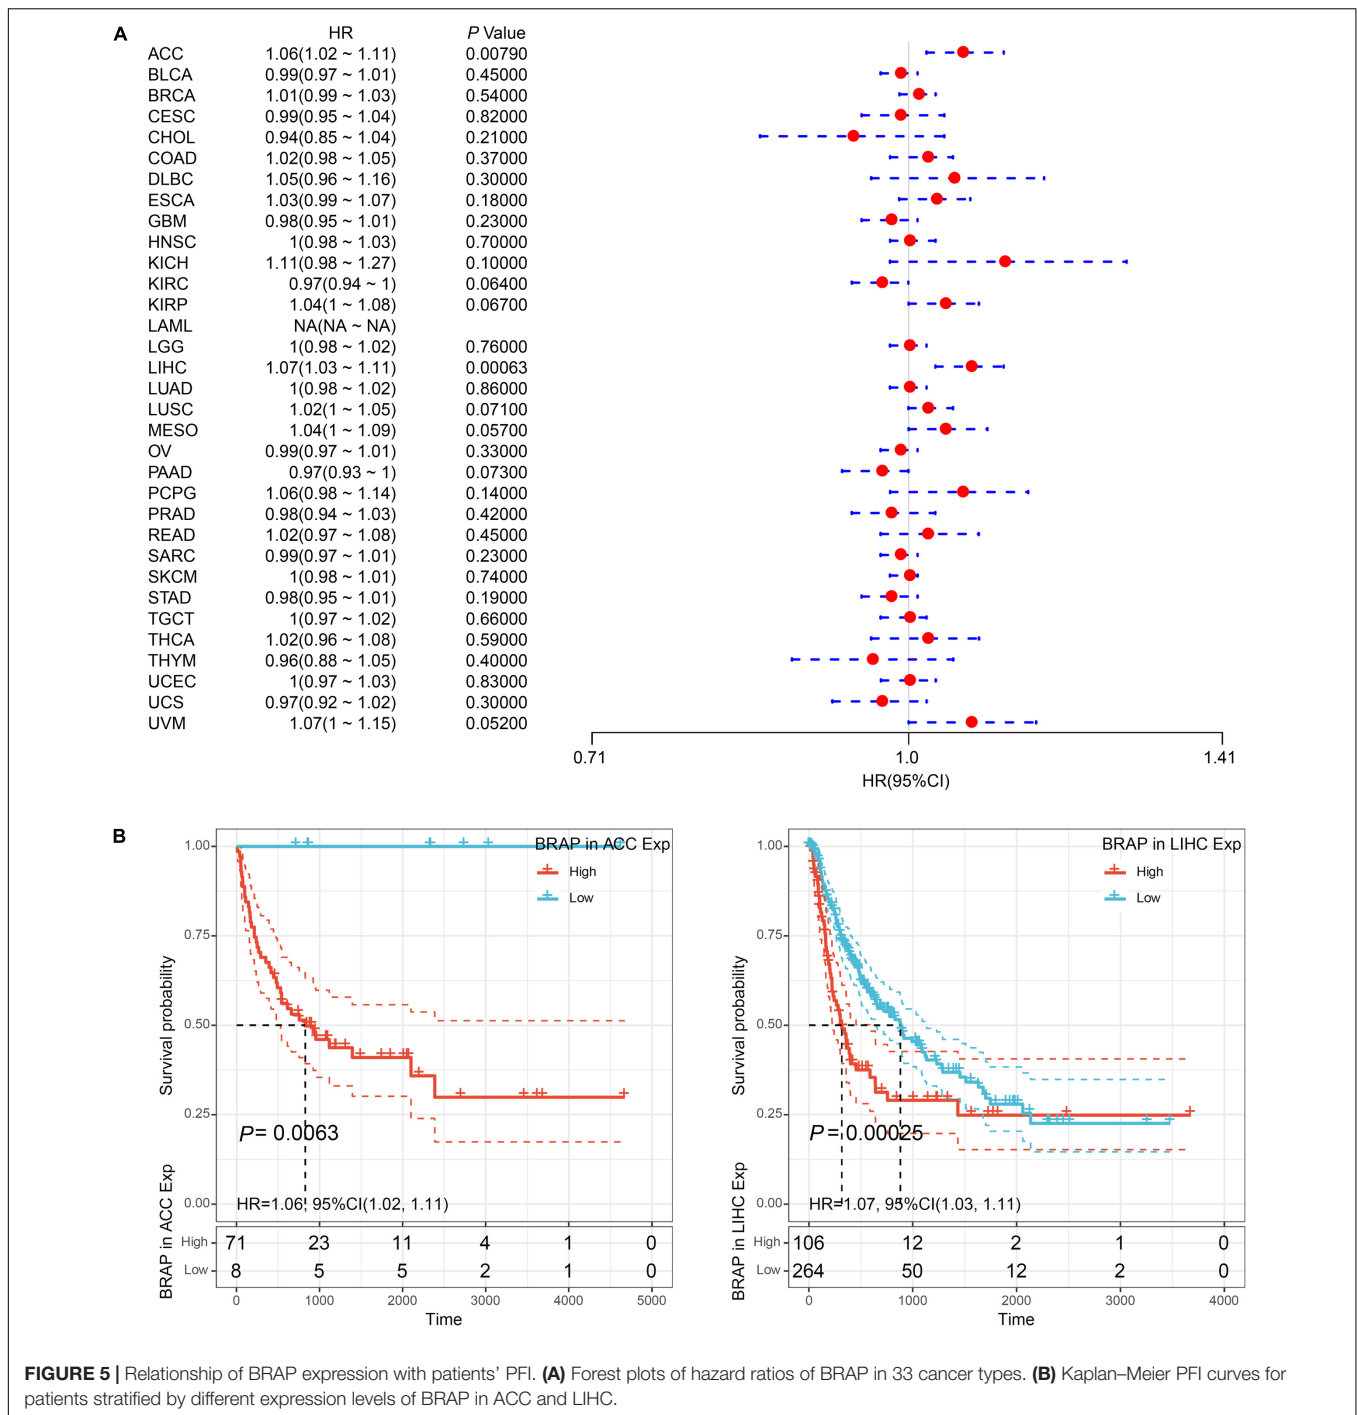 A
HR P Value
ACC 1.06(1.02 ~ 1.11) 0.00790
BLCA 0.99(0.97 ~ 1.01) 0.45000
BRCA 1.01(0.99 ~ 1.03) 0.54000
CESC 0.99(0.95 ~ 1.04) 0.82000
CHOL 0.94(0.85 ~ 1.04) 0.21000
COAD 1.02(0.98 ~ 1.05) 0.37000
DLBC 1.05(0.96 ~ 1.16) 0.30000
ESCA 1.03(0.99 ~ 1.07) 0.18000
GBM 0.98(0.95 ~ 1.01) 0.23000
HNSC 1(0.98 ~ 1.03) 0.70000
KICH 1.11(0.98 ~ 1.27) 0.10000
KIRC 0.97(0.94 ~ 1) 0.06400
KIRP 1.04(1 ~ 1.08) 0.06700
LAML NA(NA ~ NA)
LGG 1(0.98 ~ 1.02) 0.76000
LIHC 1.07(1.03 ~ 1.11) 0.00063
LUAD 1(0.98 ~ 1.02) 0.86000
LUSC 1.02(1 ~ 1.05) 0.07100
MESO 1.04(1 ~ 1.09) 0.05700
OV 0.99(0.97 ~ 1.01) 0.33000
PAAD 0.97(0.93 ~ 1) 0.07300
PCPG 1.06(0.98 ~ 1.14) 0.14000
PRAD 0.98(0.94 ~ 1.03) 0.42000
READ 1.02(0.97 ~ 1.08) 0.45000
SARC 0.99(0.97 ~ 1.01) 0.23000
SKCM 1(0.98 ~ 1.01) 0.74000
STAD 0.98(0.95 ~ 1.01) 0.19000
TGCT 1(0.97 ~ 1.02) 0.66000
THCA 1.02(0.96 ~ 1.08) 0.59000
THYM 0.96(0.88 ~ 1.05) 0.40000
UCEC 1(0.97 ~ 1.03) 0.83000
UCS 0.97(0.92 ~ 1.02) 0.30000
UVM 1.07(1 ~ 1.15) 0.05200
0.71 1.0 1.41
HR(95%CI)
B
BRAP in ACC Exp
High
Low
1.00
0.75
0.50
0.25
0.00
Survival probability
P= 0.0063
HR=1.06, 95%CI(1.02, 1.11)
BRAP in ACC Exp
High 71 23 11 4 1 0
Low 8 5 5 2 1 0
0 1000 2000 3000 4000 5000
Time
BRAP in LIHC Exp
High
Low
1.00
0.75
0.50
0.25
0.00
Survival probability
P= 0.00025
HR=1.07, 95%CI(1.03, 1.11)
BRAP in LIHC Exp
High 106 12 2 1 0
Low 264 50 12 2 0
0 1000 2000 3000 4000
Time
FIGURE 5 | Relationship of BRAP expression with patients' PFI. (A) Forest plots of hazard ratios of BRAP in 33 cancer types. (B) Kaplan–Meier PFI curves for
patients stratified by different expression levels of BRAP in ACC and LIHC.